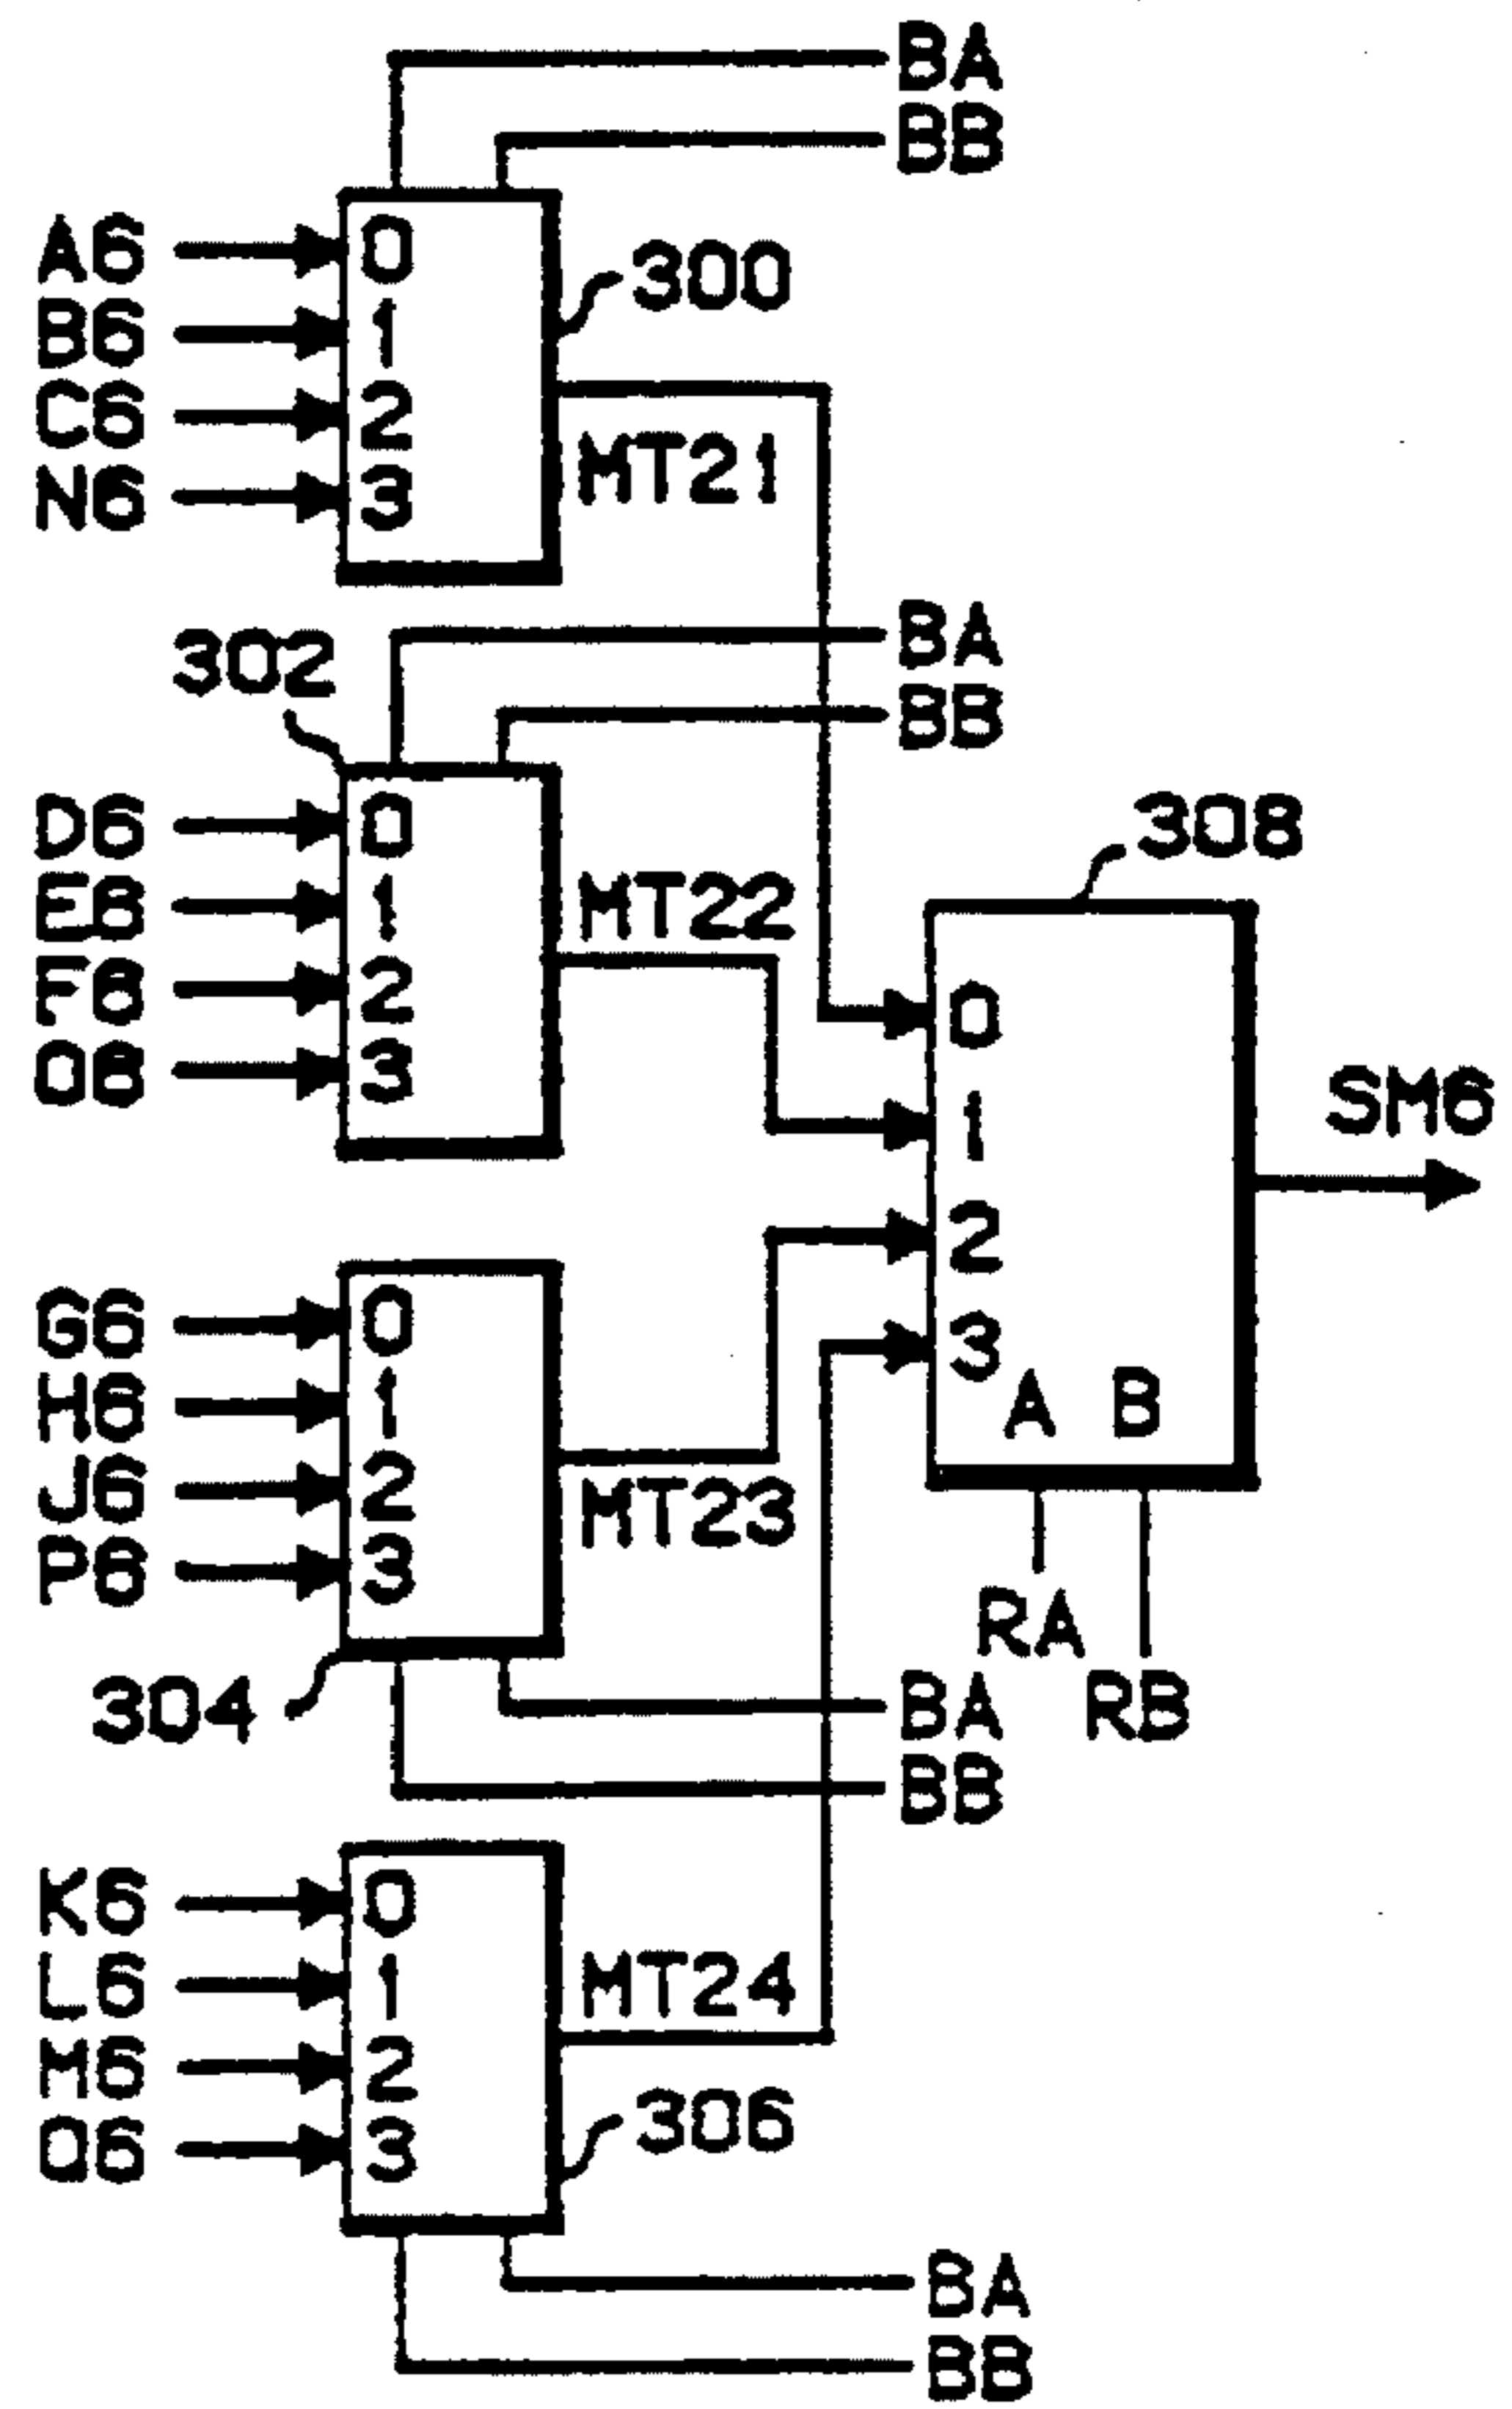 BA
BB
A6 0
B6 1
C6 2
N6 3
300
MT21
302
BA
BB
D6 0
E6 1
F6 2
O6 3
MT22
308
0
1
2
3
A B
SM6
RA
RB
G6 0
H6 1
J6 2
P6 3
MT23
304
BA
BB
K6 0
L6 1
M6 2
Q6 3
MT24
306
BA
BB